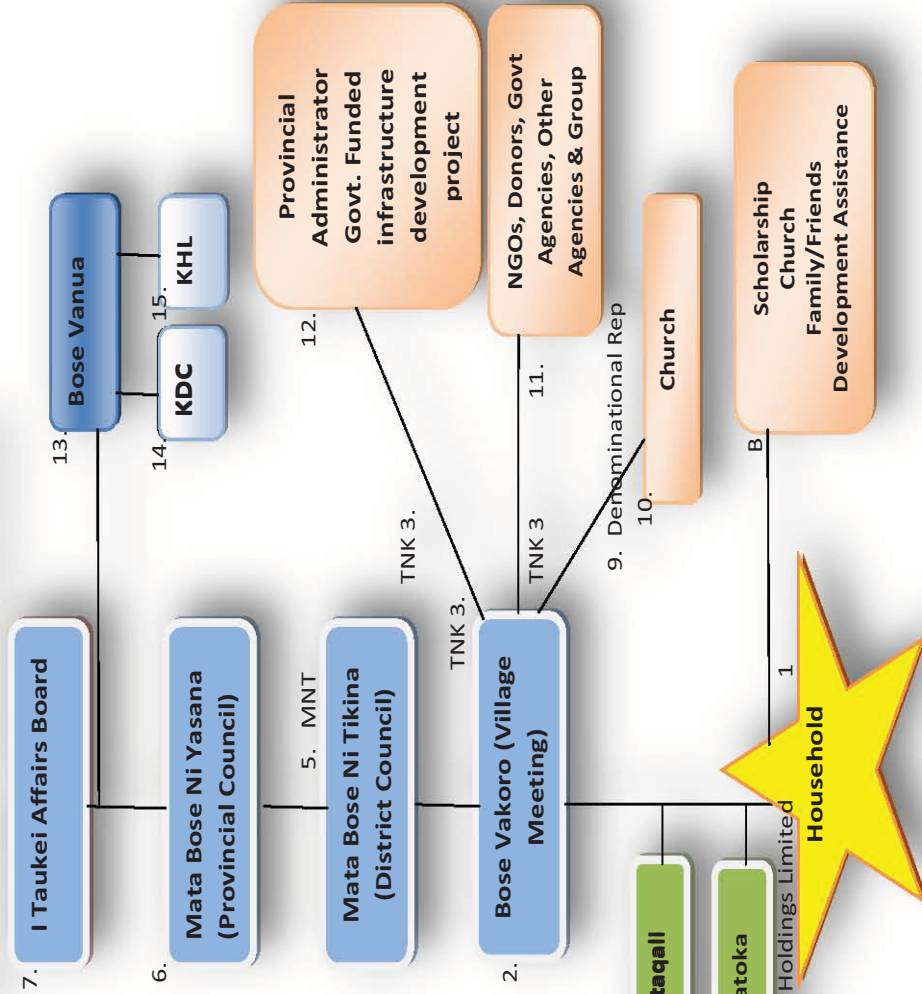 7.
I Taukei Affairs Board
13.
Bose Vanua
14.
KDC
15.
KHL
6.
Mata Bose Ni Yasana
(Provincial Council)
5. MNT
Mata Bose Ni Tikina
(District Council)
TNK 3.
12.
Provincial
Administrator
Govt. Funded
infrastructure
development
project
TNK 3.
2.
Bose Vakoro (Village
Meeting)
TNK 3
11.
NGOs, Donors, Govt
Agencies, Other
Agencies & Group
9. Denominational Rep
10.
Church
taqali
atoka
Holdings Limited
1
Household
B
Scholarship
Church
Family/Friends
Development Assistance